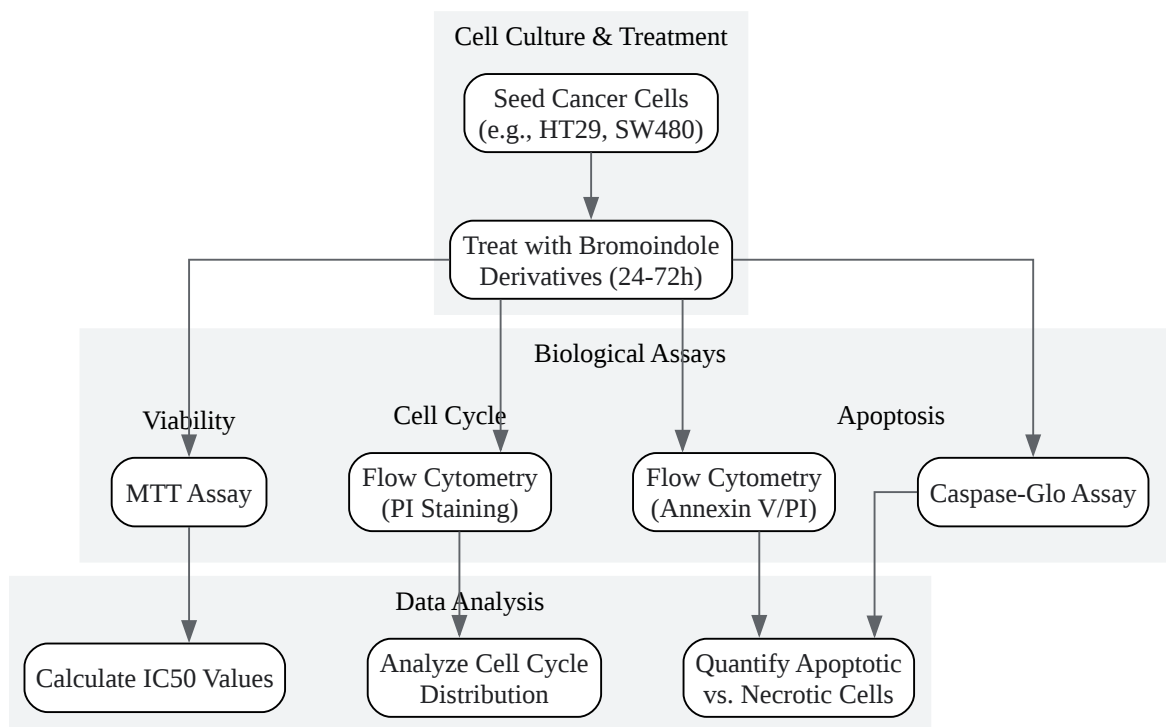 Cell Culture & Treatment
Seed Cancer Cells
(e.g., HT29, SW480)
Treat with Bromoindole
Derivatives (24-72h)
Biological Assays
Viability
Cell Cycle
Apoptosis
MTT Assay
Flow Cytometry
(PI Staining)
Flow Cytometry
(Annexin V/PI)
Caspase-Glo Assay
Data Analysis
Calculate IC50 Values
Analyze Cell Cycle
Distribution
Quantify Apoptotic
vs. Necrotic Cells